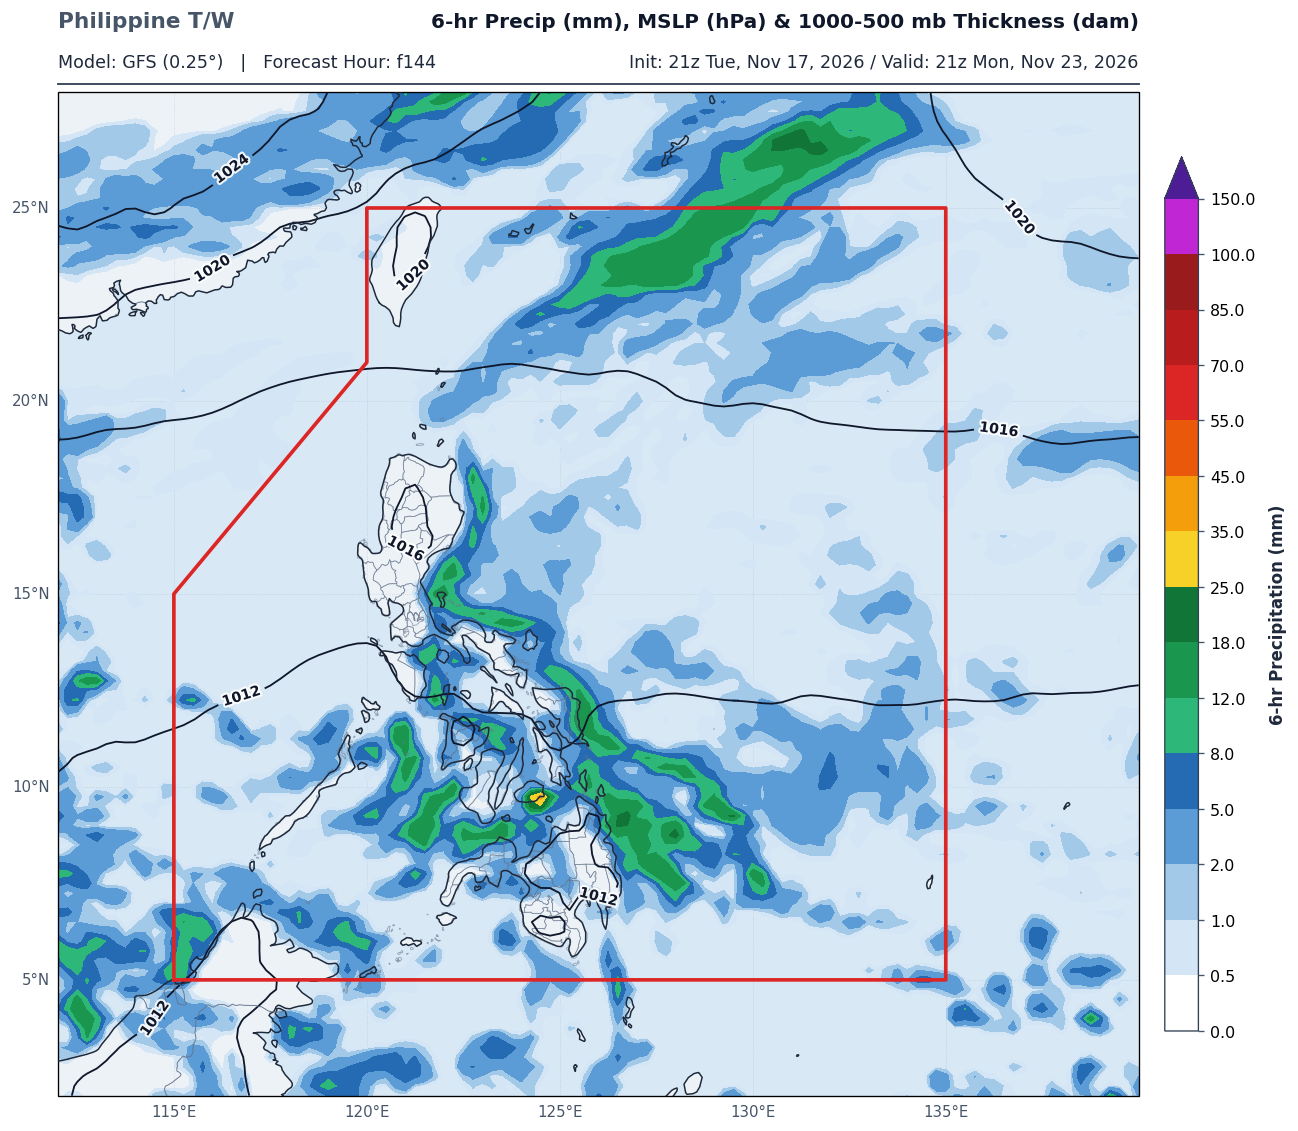 Philippine T/W
6-hr Precip (mm), MSLP (hPa) & 1000-500 mb Thickness (dam)
Model: GFS (0.25°)   |   Forecast Hour: f144
Init: 21z Tue, Nov 17, 2026 / Valid: 21z Mon, Nov 23, 2026
1024
1020
1020
1020
1016
1016
1012
1012
1012
25°N
20°N
15°N
10°N
5°N
115°E
120°E
125°E
130°E
135°E
150.0
100.0
85.0
70.0
55.0
45.0
35.0
25.0
18.0
12.0
8.0
5.0
2.0
1.0
0.5
0.0
6-hr Precipitation (mm)